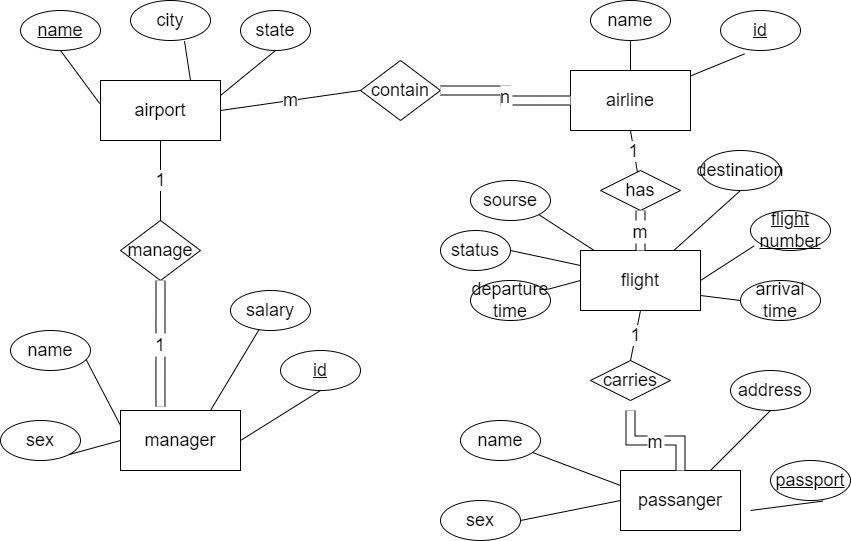 name
city
state
name
id
airport
m
contain
n
airline
1
1
has
destination
sourse
m
flight
number
status
flight
departure
time
arrival
time
manage
1
1
salary
carries
name
id
address
m
name
sex
manager
passport
passanger
sex